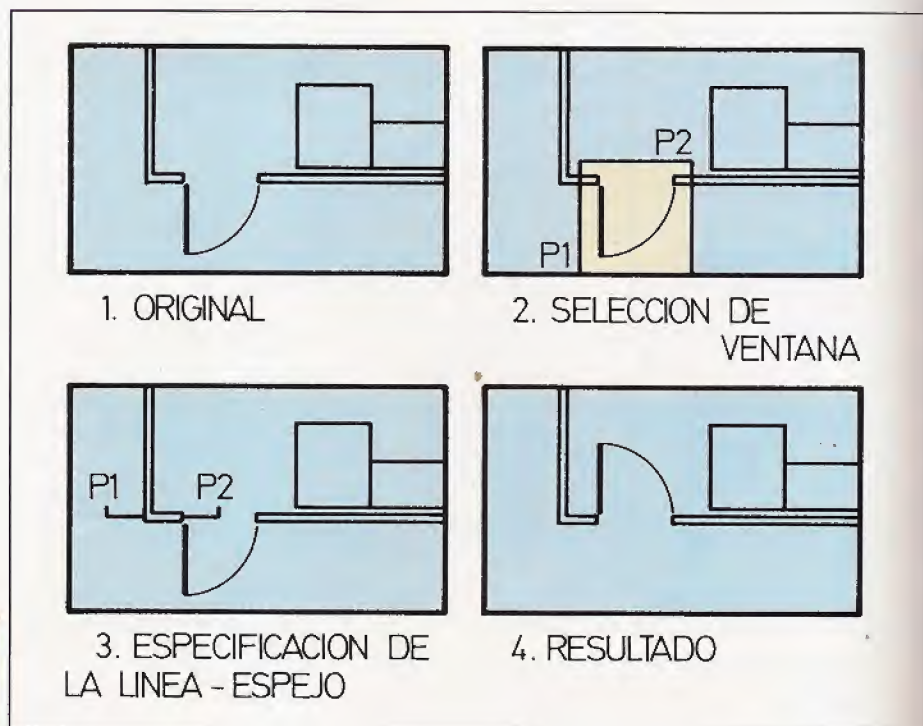 1. ORIGINAL
P2
P1
2. SELECCION DE
VENTANA
P1 P2
3. ESPECIFICACION DE
LA LINEA - ESPEJO
4. RESULTADO